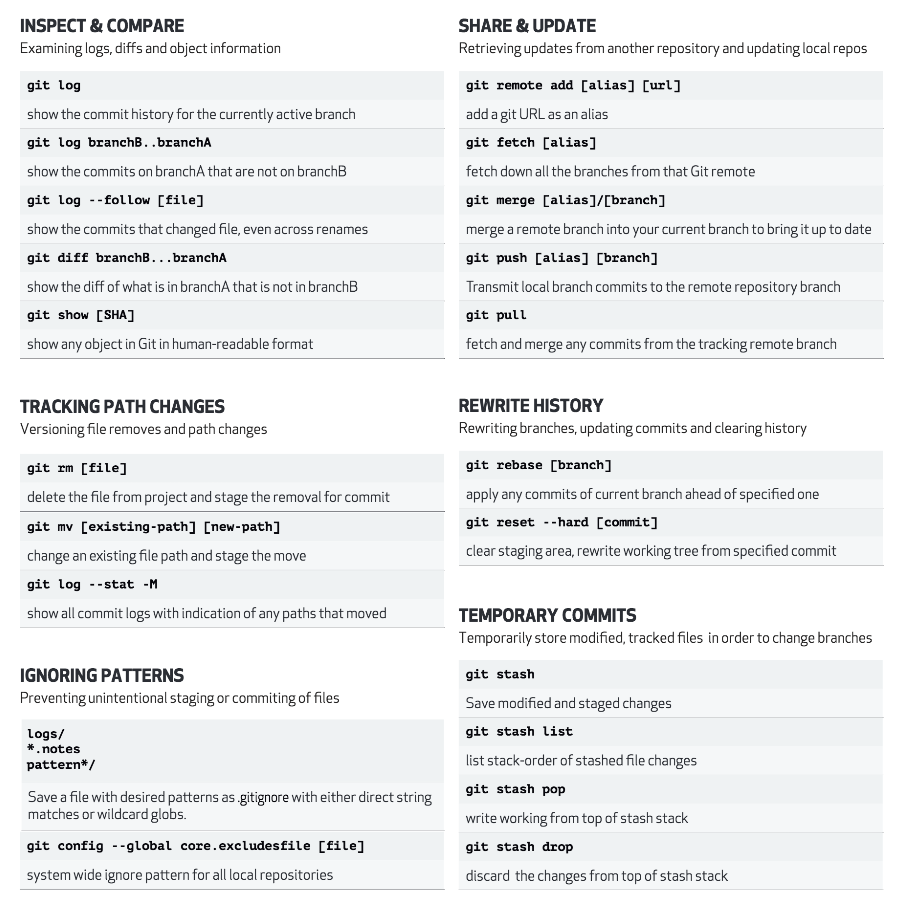 INSPECT & COMPARE
Examining logs, diffs and object information
git log
show the commit history for the currently active branch
git log branchB..branchA
show the commits on branchA that are not on branchB
git log --follow [file]
show the commits that changed file, even across renames
git diff branchB...branchA
show the diff of what is in branchA that is not in branchB
git show [SHA]
show any object in Git in human-readable format
TRACKING PATH CHANGES
Versioning file removes and path changes
git rm [file]
delete the file from project and stage the removal for commit
git mv [existing-path] [new-path]
change an existing file path and stage the move
git log --stat -M
show all commit logs with indication of any paths that moved
IGNORING PATTERNS
Preventing unintentional staging or commiting of files
logs/
*.notes
pattern*/
Save a file with desired patterns as .gitignore with either direct string
matches or wildcard globs.
git config --global core.excludesfile [file]
system wide ignore pattern for all local repositories
SHARE & UPDATE
Retrieving updates from another repository and updating local repos
git remote add [alias] [url]
add a git URL as an alias
git fetch [alias]
fetch down all the branches from that Git remote
git merge [alias]/[branch]
merge a remote branch into your current branch to bring it up to date
git push [alias] [branch]
Transmit local branch commits to the remote repository branch
git pull
fetch and merge any commits from the tracking remote branch
REWRITE HISTORY
Rewriting branches, updating commits and clearing history
git rebase [branch]
apply any commits of current branch ahead of specified one
git reset --hard [commit]
clear staging area, rewrite working tree from specified commit
TEMPORARY COMMITS
Temporarily store modified, tracked files in order to change branches
git stash
Save modified and staged changes
git stash list
list stack-order of stashed file changes
git stash pop
write working from top of stash stack
git stash drop
discard the changes from top of stash stack